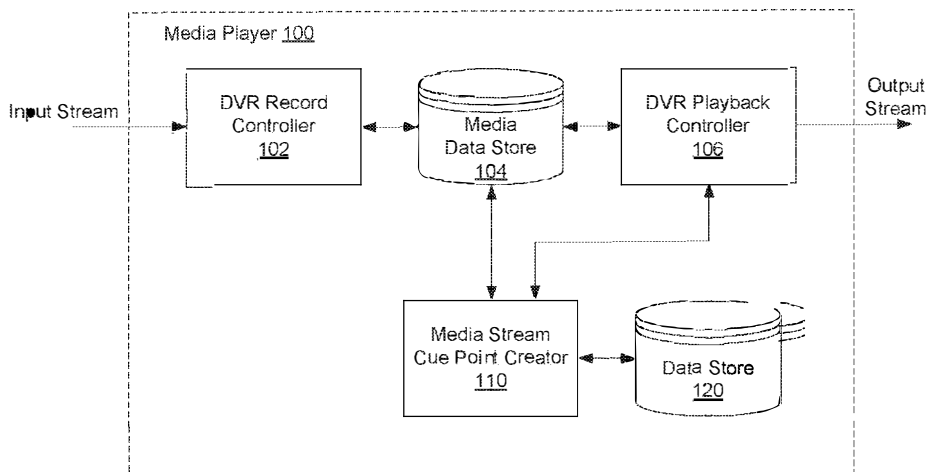 Media Player 100
Input Stream
DVR Record
Controller
102
Media
Data Store
104
DVR Playback
Controller
106
Output
Stream
Media Stream
Cue Point Creator
110
Data Store
120